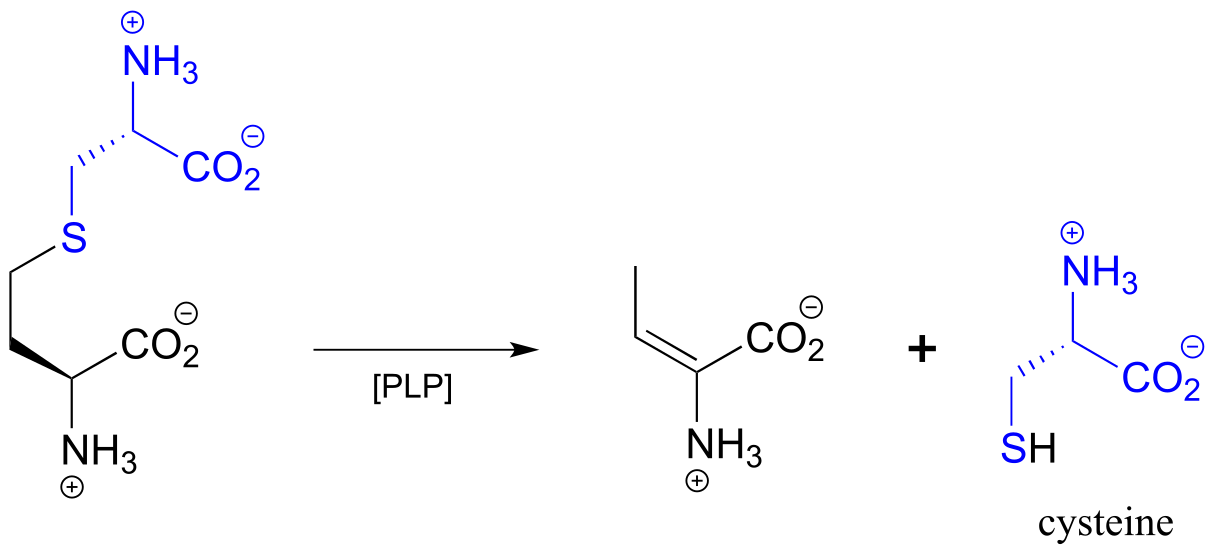 ⊕
NH₃
CO₂⊖
S
CO₂⊖
NH₃
⊕
[PLP]
CO₂⊖
NH₃
⊕
+
⊕
NH₃
CO₂⊖
SH
cysteine